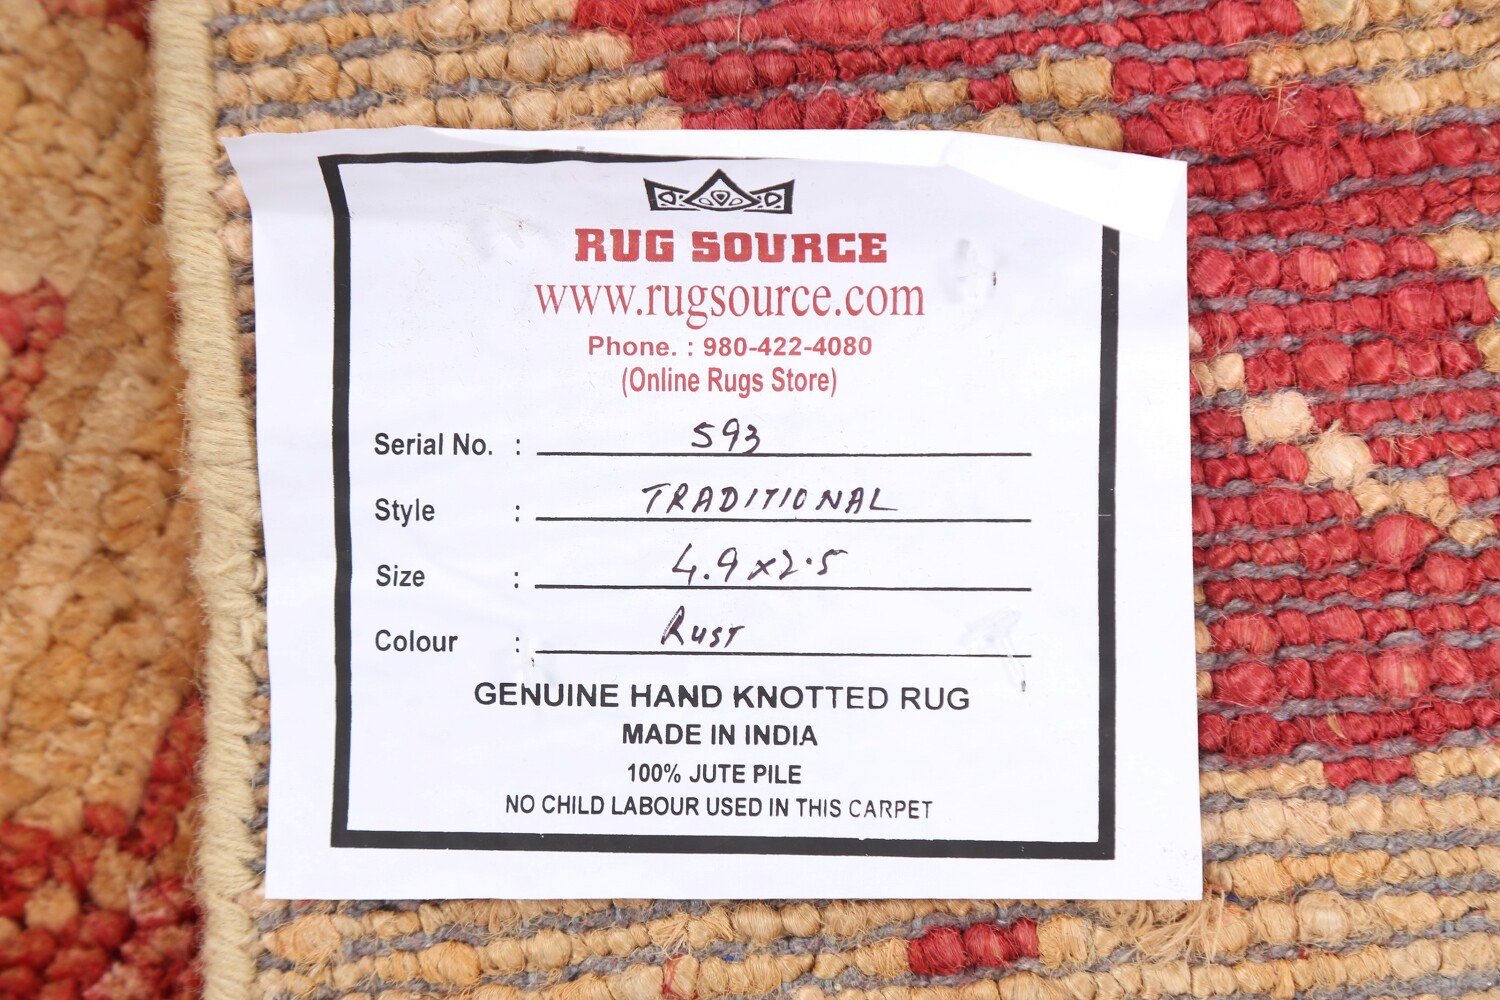 RUG SOURCE
www.rugsource.com
Phone. : 980-422-4080
(Online Rugs Store)
Serial No. : 593
Style : TRADITIONAL
Size : 4.9x2.5
Colour : Rust
GENUINE HAND KNOTTED RUG
MADE IN INDIA
100% JUTE PILE
NO CHILD LABOUR USED IN THIS CARPET